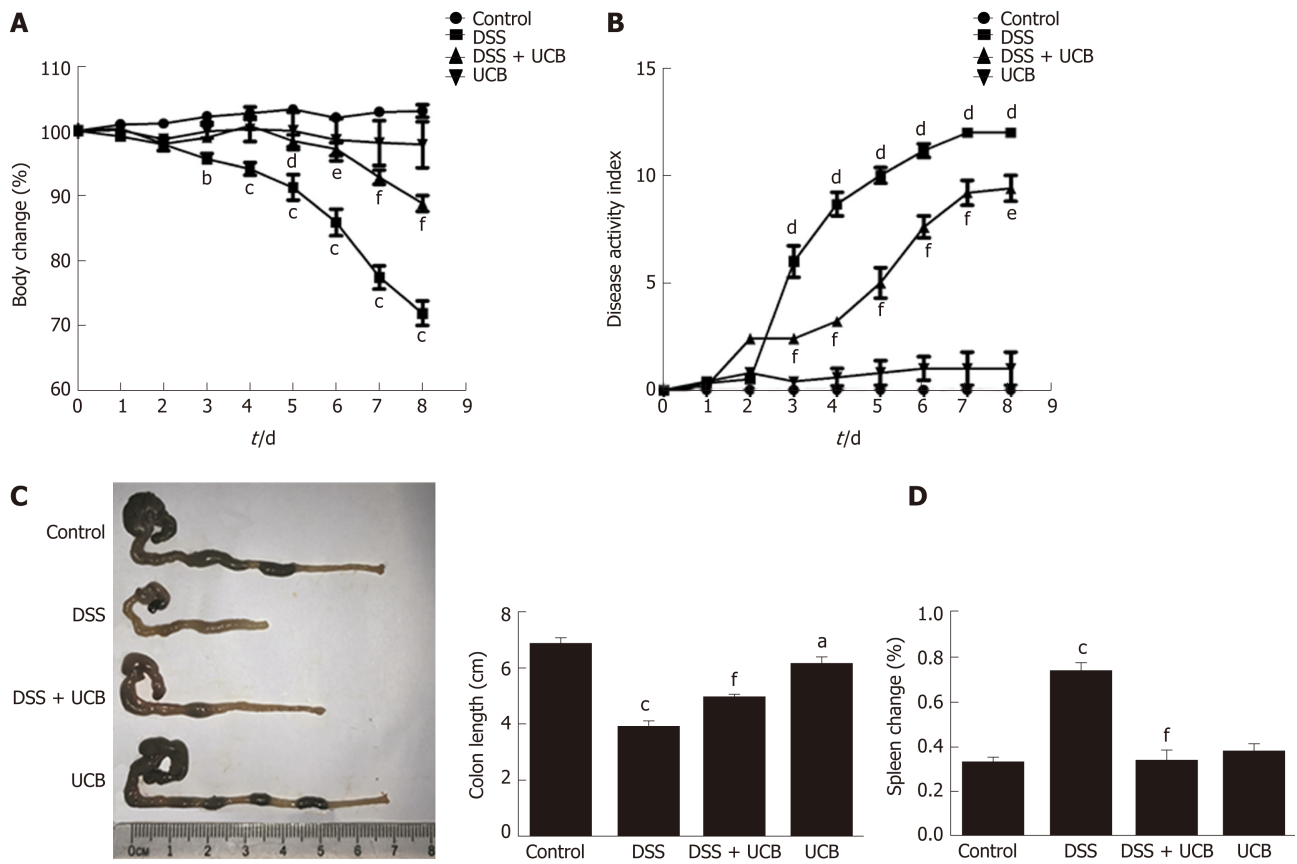 A
Control
DSS
DSS + UCB
UCB
110
100
90
80
70
60
Body change (%)
b
c
c
c
c
c
d
e
f
f
0 1 2 3 4 5 6 7 8 9
t/d
B
Control
DSS
DSS + UCB
UCB
15
10
5
0
Disease activity index
d
d
d
d
d
d
f
f
f
f
f
e
0 1 2 3 4 5 6 7 8 9
t/d
C
Control
DSS
DSS + UCB
UCB
0CM 1 2 3 4 5 6 7 8
8
6
4
2
0
Colon length (cm)
c
f
a
Control DSS DSS + UCB UCB
D
1.0
0.8
0.6
0.4
0.2
0.0
Spleen change (%)
c
f
Control DSS DSS + UCB UCB